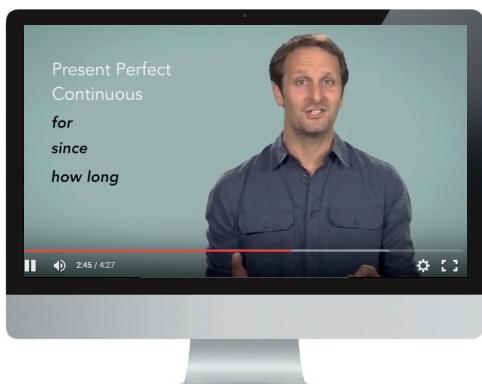 Present Perfect
Continuous
for
since
how long
2:45 / 4:27